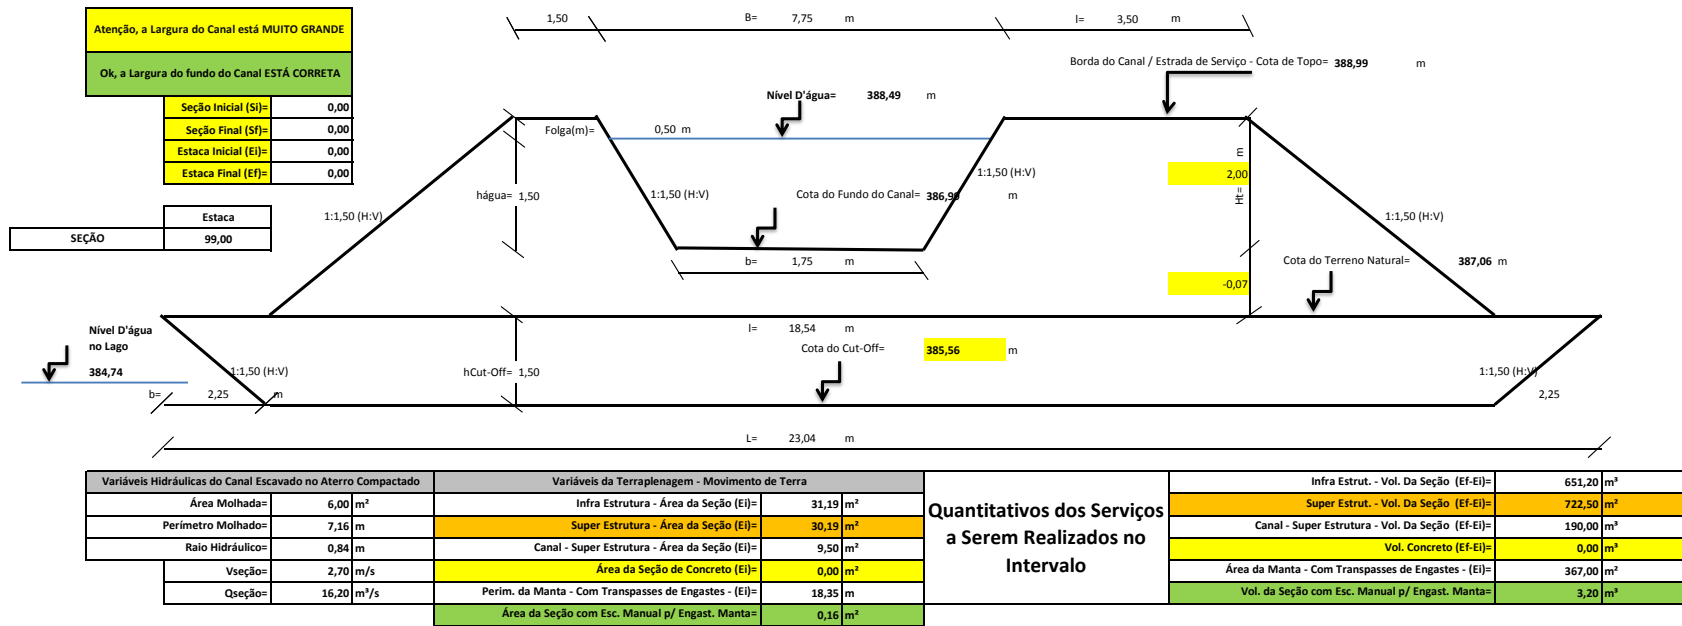 1,50
B= 7,75 m
l= 3,50 m
Atenção, a Largura do Canal está MUITO GRANDE
Ok, a Largura do fundo do Canal ESTÁ CORRETA
Borda do Canal / Estrada de Serviço - Cota de Topo= 388,99 m
Nível D'água= 388,49 m
Seção Inicial (Si)= 0,00
Seção Final (Sf)= 0,00
Estaca Inicial (Ei)= 0,00
Estaca Final (Ef)= 0,00
Folga(m)= 0,50 m
hágua= 1,50
1:1,50 (H:V)
Cota do Fundo do Canal= 386,99 m
1:1,50 (H:V)
m
2,00
Ht=
1:1,50 (H:V)
1:1,50 (H:V)
Estaca
SEÇÃO 99,00
b= 1,75 m
Cota do Terreno Natural= 387,06 m
-0,07
Nível D'água
no Lago
384,74
l= 18,54 m
Cota do Cut-Off= 385,56 m
1:1,50 (H:V)
hCut-Off= 1,50
1:1,50 (H:V)
b= 2,25 m
2,25
L= 23,04 m
Variáveis Hidráulicas do Canal Escavado no Aterro Compactado
Área Molhada= 6,00 m²
Perímetro Molhado= 7,16 m
Raio Hidráulico= 0,84 m
Vseção= 2,70 m/s
Qseção= 16,20 m³/s
Variáveis da Terraplenagem - Movimento de Terra
Infra Estrutura - Área da Seção (Ei)= 31,19 m²
Super Estrutura - Área da Seção (Ei)= 30,19 m²
Canal - Super Estrutura - Área da Seção (Ei)= 9,50 m²
Área da Seção de Concreto (Ei)= 0,00 m²
Perim. da Manta - Com Transpasses de Engastes - (Ei)= 18,35 m
Área da Seção com Esc. Manual p/ Engast. Manta= 0,16 m²
Quantitativos dos Serviços
a Serem Realizados no
Intervalo
Infra Estrut. - Vol. Da Seção (Ef-Ei)= 651,20 m³
Super Estrut. - Vol. Da Seção (Ef-Ei)= 722,50 m²
Canal - Super Estrutura - Vol. Da Seção (Ef-Ei)= 190,00 m³
Vol. Concreto (Ef-Ei)= 0,00 m³
Área da Manta - Com Transpasses de Engastes - (Ei)= 367,00 m²
Vol. da Seção com Esc. Manual p/ Engast. Manta= 3,20 m³